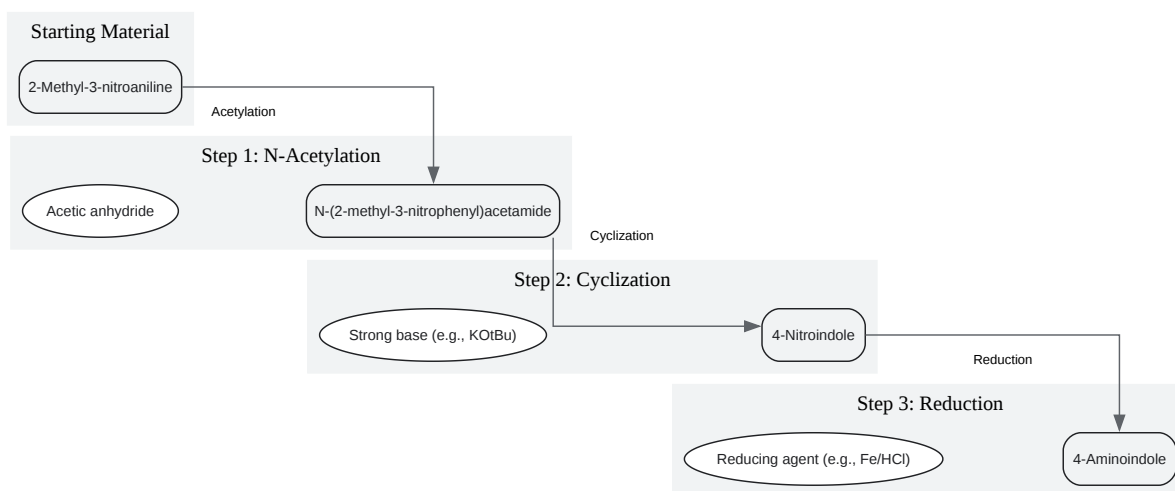 Starting Material
2-Methyl-3-nitroaniline
Acetylation
Step 1: N-Acetylation
Acetic anhydride
N-(2-methyl-3-nitrophenyl)acetamide
Cyclization
Step 2: Cyclization
Strong base (e.g., KOtBu)
4-Nitroindole
Reduction
Step 3: Reduction
Reducing agent (e.g., Fe/HCl)
4-Aminoindole